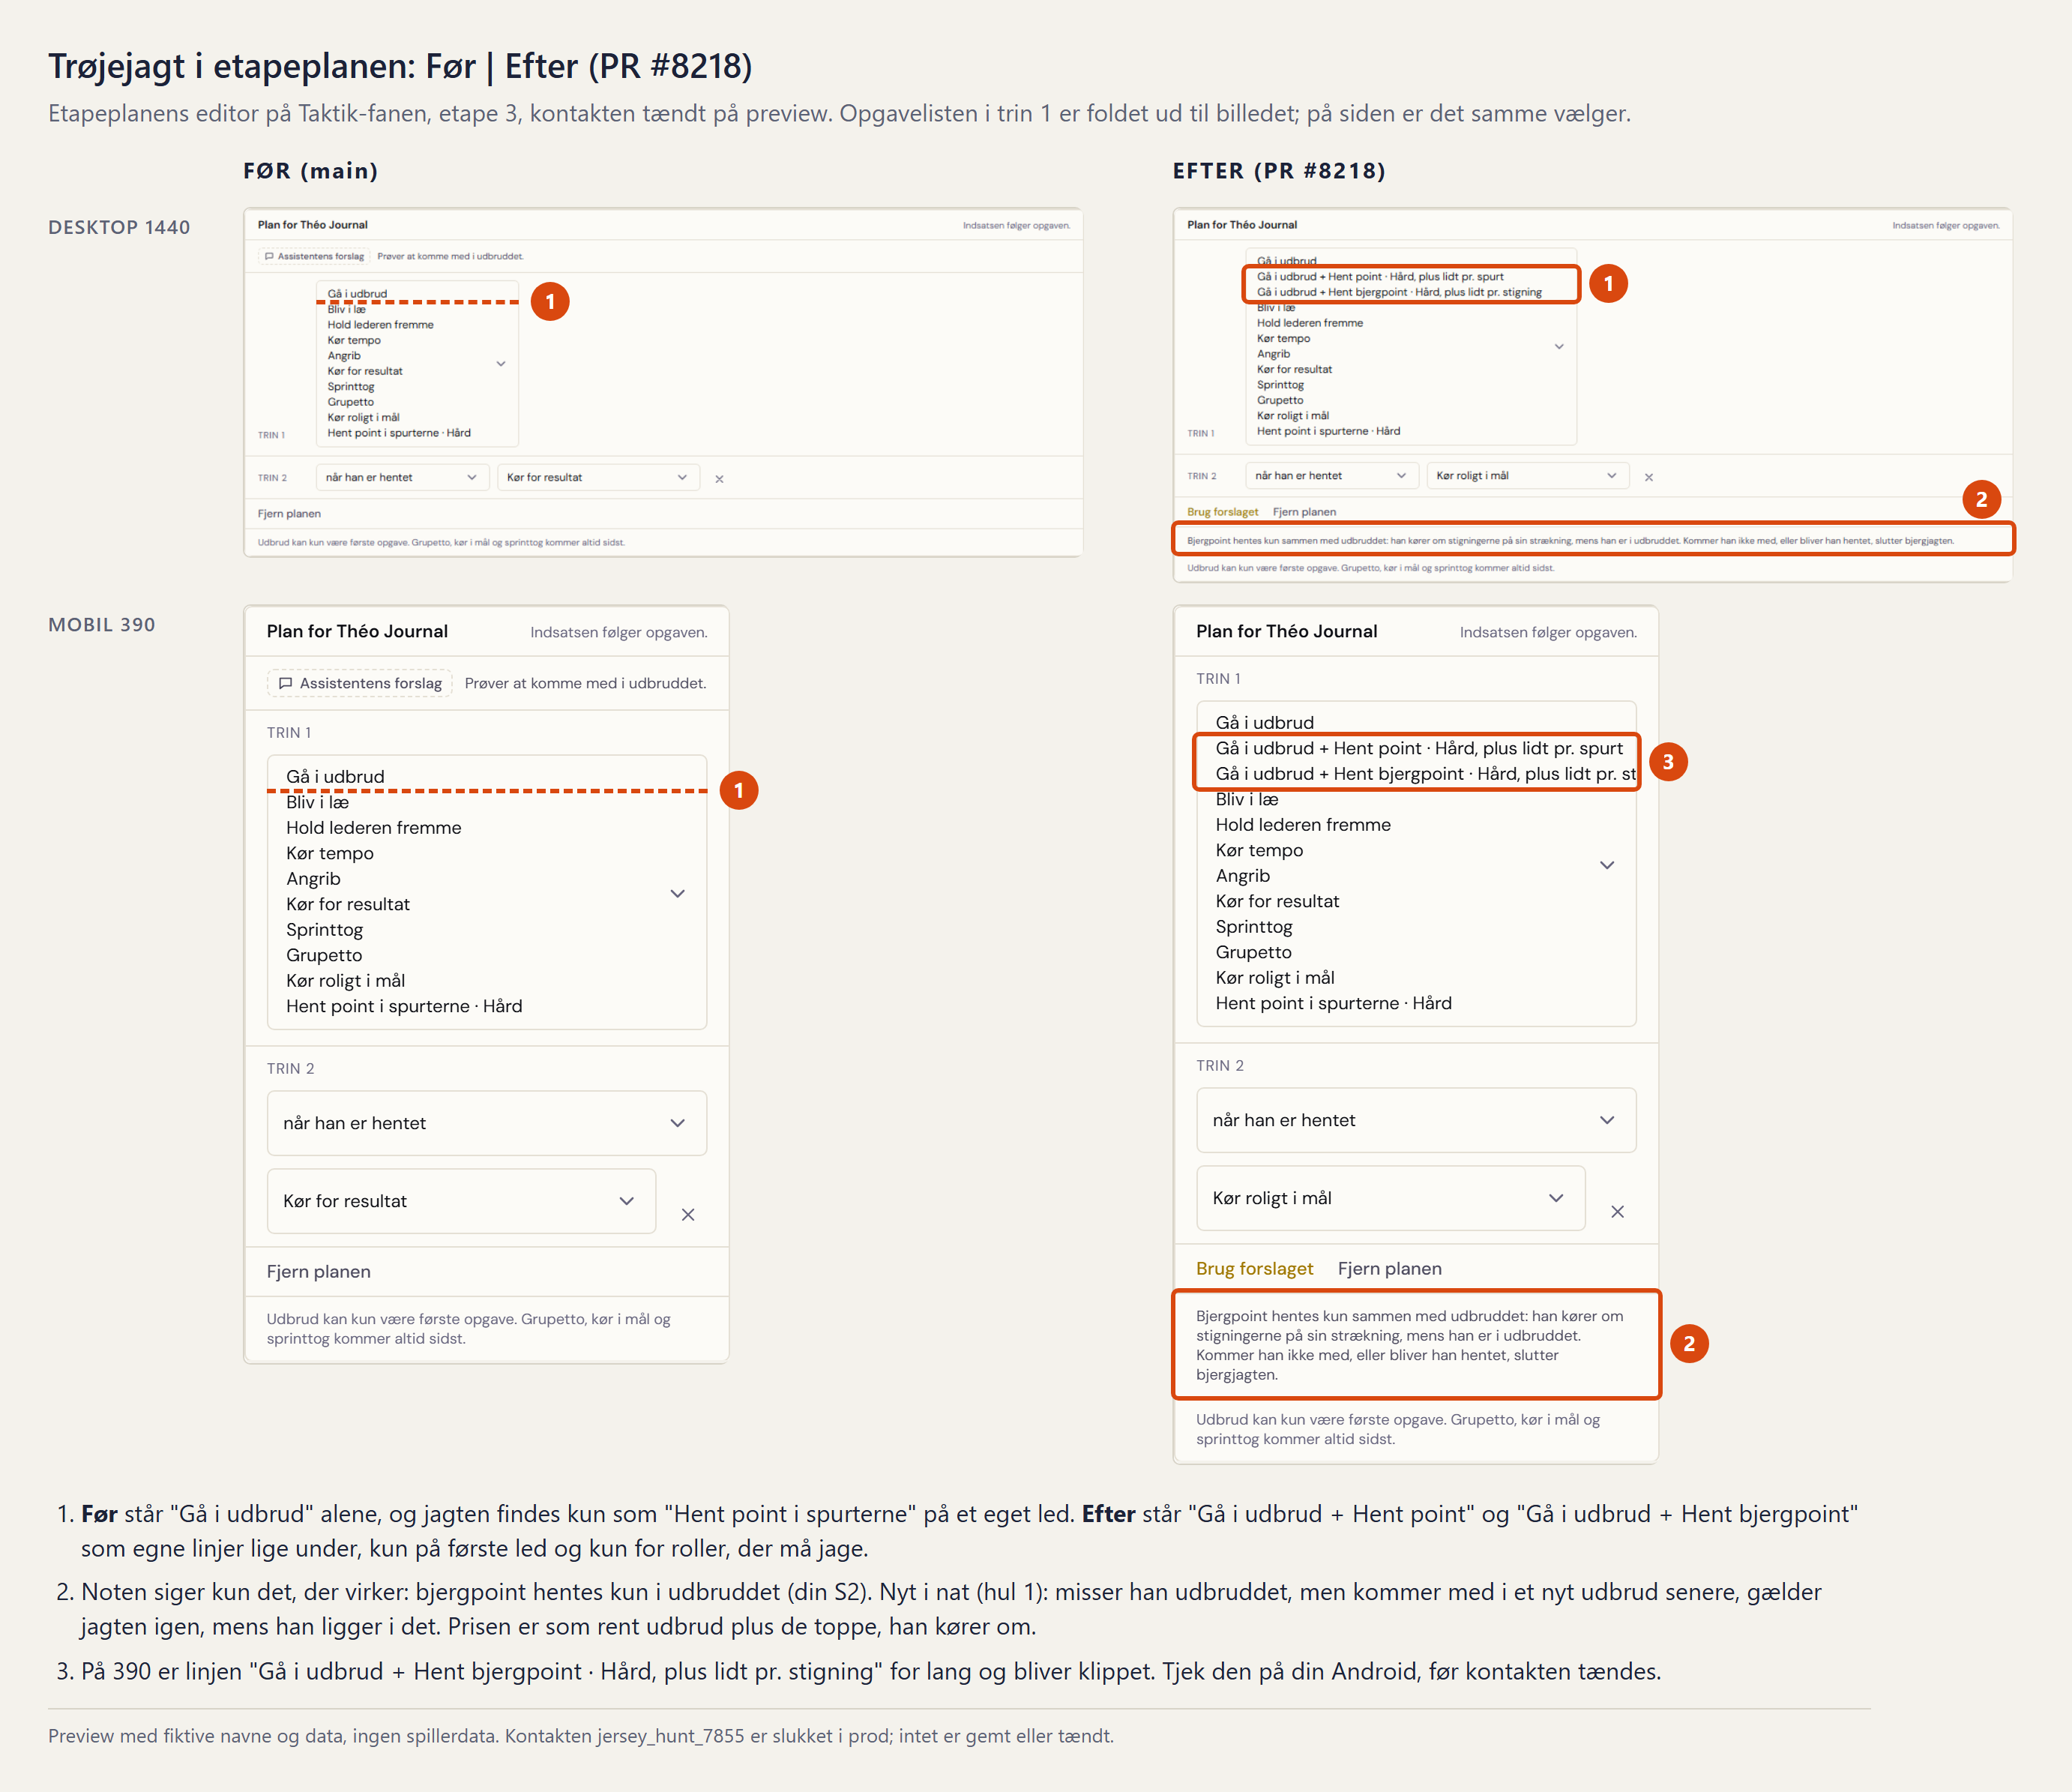 Trøjejagt i etapeplanen: Før | Efter (PR #8218)
Etapeplanens editor på Taktik-fanen, etape 3, kontakten tændt på preview. Opgavelisten i trin 1 er foldet ud til billedet; på siden er det samme vælger.
FØR (main)
DESKTOP 1440
Plan for Théo Journal
Indsatsen følger opgaven.
Assistentens forslag
Prøver at komme med i udbruddet.
Gå i udbrud
1
Bliv i læ
Hold lederen fremme
Kør tempo
Angrib
Kør for resultat
Sprinttog
Grupetto
Kør roligt i mål
TRIN 1
Hent point i spurterne · Hård
TRIN 2
når han er hentet
Kør for resultat
×
Fjern planen
Udbrud kan kun være første opgave. Grupetto, kør i mål og sprinttog kommer altid sidst.
EFTER (PR #8218)
Plan for Théo Journal
Indsatsen følger opgaven.
Gå i udbrud
Gå i udbrud + Hent point · Hård, plus lidt pr. spurt
1
Gå i udbrud + Hent bjergpoint · Hård, plus lidt pr. stigning
Bliv i læ
Hold lederen fremme
Kør tempo
Angrib
Kør for resultat
Sprinttog
Grupetto
Kør roligt i mål
TRIN 1
Hent point i spurterne · Hård
TRIN 2
når han er hentet
Kør roligt i mål
×
2
Brug forslaget
Fjern planen
Bjergpoint hentes kun sammen med udbruddet: han kører om stigningerne på sin strækning, mens han er i udbruddet. Kommer han ikke med, eller bliver han hentet, slutter bjergjagten.
Udbrud kan kun være første opgave. Grupetto, kør i mål og sprinttog kommer altid sidst.
MOBIL 390
Plan for Théo Journal
Indsatsen følger opgaven.
Assistentens forslag
Prøver at komme med i udbruddet.
TRIN 1
Gå i udbrud
1
Bliv i læ
Hold lederen fremme
Kør tempo
Angrib
Kør for resultat
Sprinttog
Grupetto
Kør roligt i mål
Hent point i spurterne · Hård
TRIN 2
når han er hentet
Kør for resultat
×
Fjern planen
Udbrud kan kun være første opgave. Grupetto, kør i mål og
sprinttog kommer altid sidst.
Plan for Théo Journal
Indsatsen følger opgaven.
TRIN 1
Gå i udbrud
Gå i udbrud + Hent point · Hård, plus lidt pr. spurt
3
Gå i udbrud + Hent bjergpoint · Hård, plus lidt pr. st
Bliv i læ
Hold lederen fremme
Kør tempo
Angrib
Kør for resultat
Sprinttog
Grupetto
Kør roligt i mål
Hent point i spurterne · Hård
TRIN 2
når han er hentet
Kør roligt i mål
×
Brug forslaget
Fjern planen
Bjergpoint hentes kun sammen med udbruddet: han kører om
stigningerne på sin strækning, mens han er i udbruddet.
2
Kommer han ikke med, eller bliver han hentet, slutter
bjergjagten.
Udbrud kan kun være første opgave. Grupetto, kør i mål og
sprinttog kommer altid sidst.
1. Før står "Gå i udbrud" alene, og jagten findes kun som "Hent point i spurterne" på et eget led. Efter står "Gå i udbrud + Hent point" og "Gå i udbrud + Hent bjergpoint"
som egne linjer lige under, kun på første led og kun for roller, der må jage.
2. Noten siger kun det, der virker: bjergpoint hentes kun i udbruddet (din S2). Nyt i nat (hul 1): misser han udbruddet, men kommer med i et nyt udbrud senere, gælder
jagten igen, mens han ligger i det. Prisen er som rent udbrud plus de toppe, han kører om.
3. På 390 er linjen "Gå i udbrud + Hent bjergpoint · Hård, plus lidt pr. stigning" for lang og bliver klippet. Tjek den på din Android, før kontakten tændes.
Preview med fiktive navne og data, ingen spillerdata. Kontakten jersey_hunt_7855 er slukket i prod; intet er gemt eller tændt.